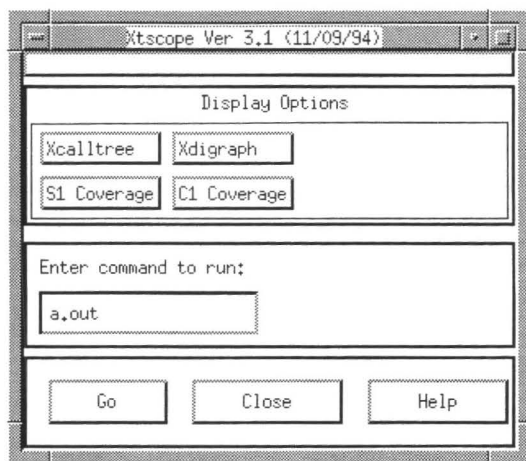 Xtscope Ver 3.1 (11/09/94)
Display Options
Xcalltree Xdigraph
S1 Coverage C1 Coverage
Enter command to run:
a.out
Go Close Help